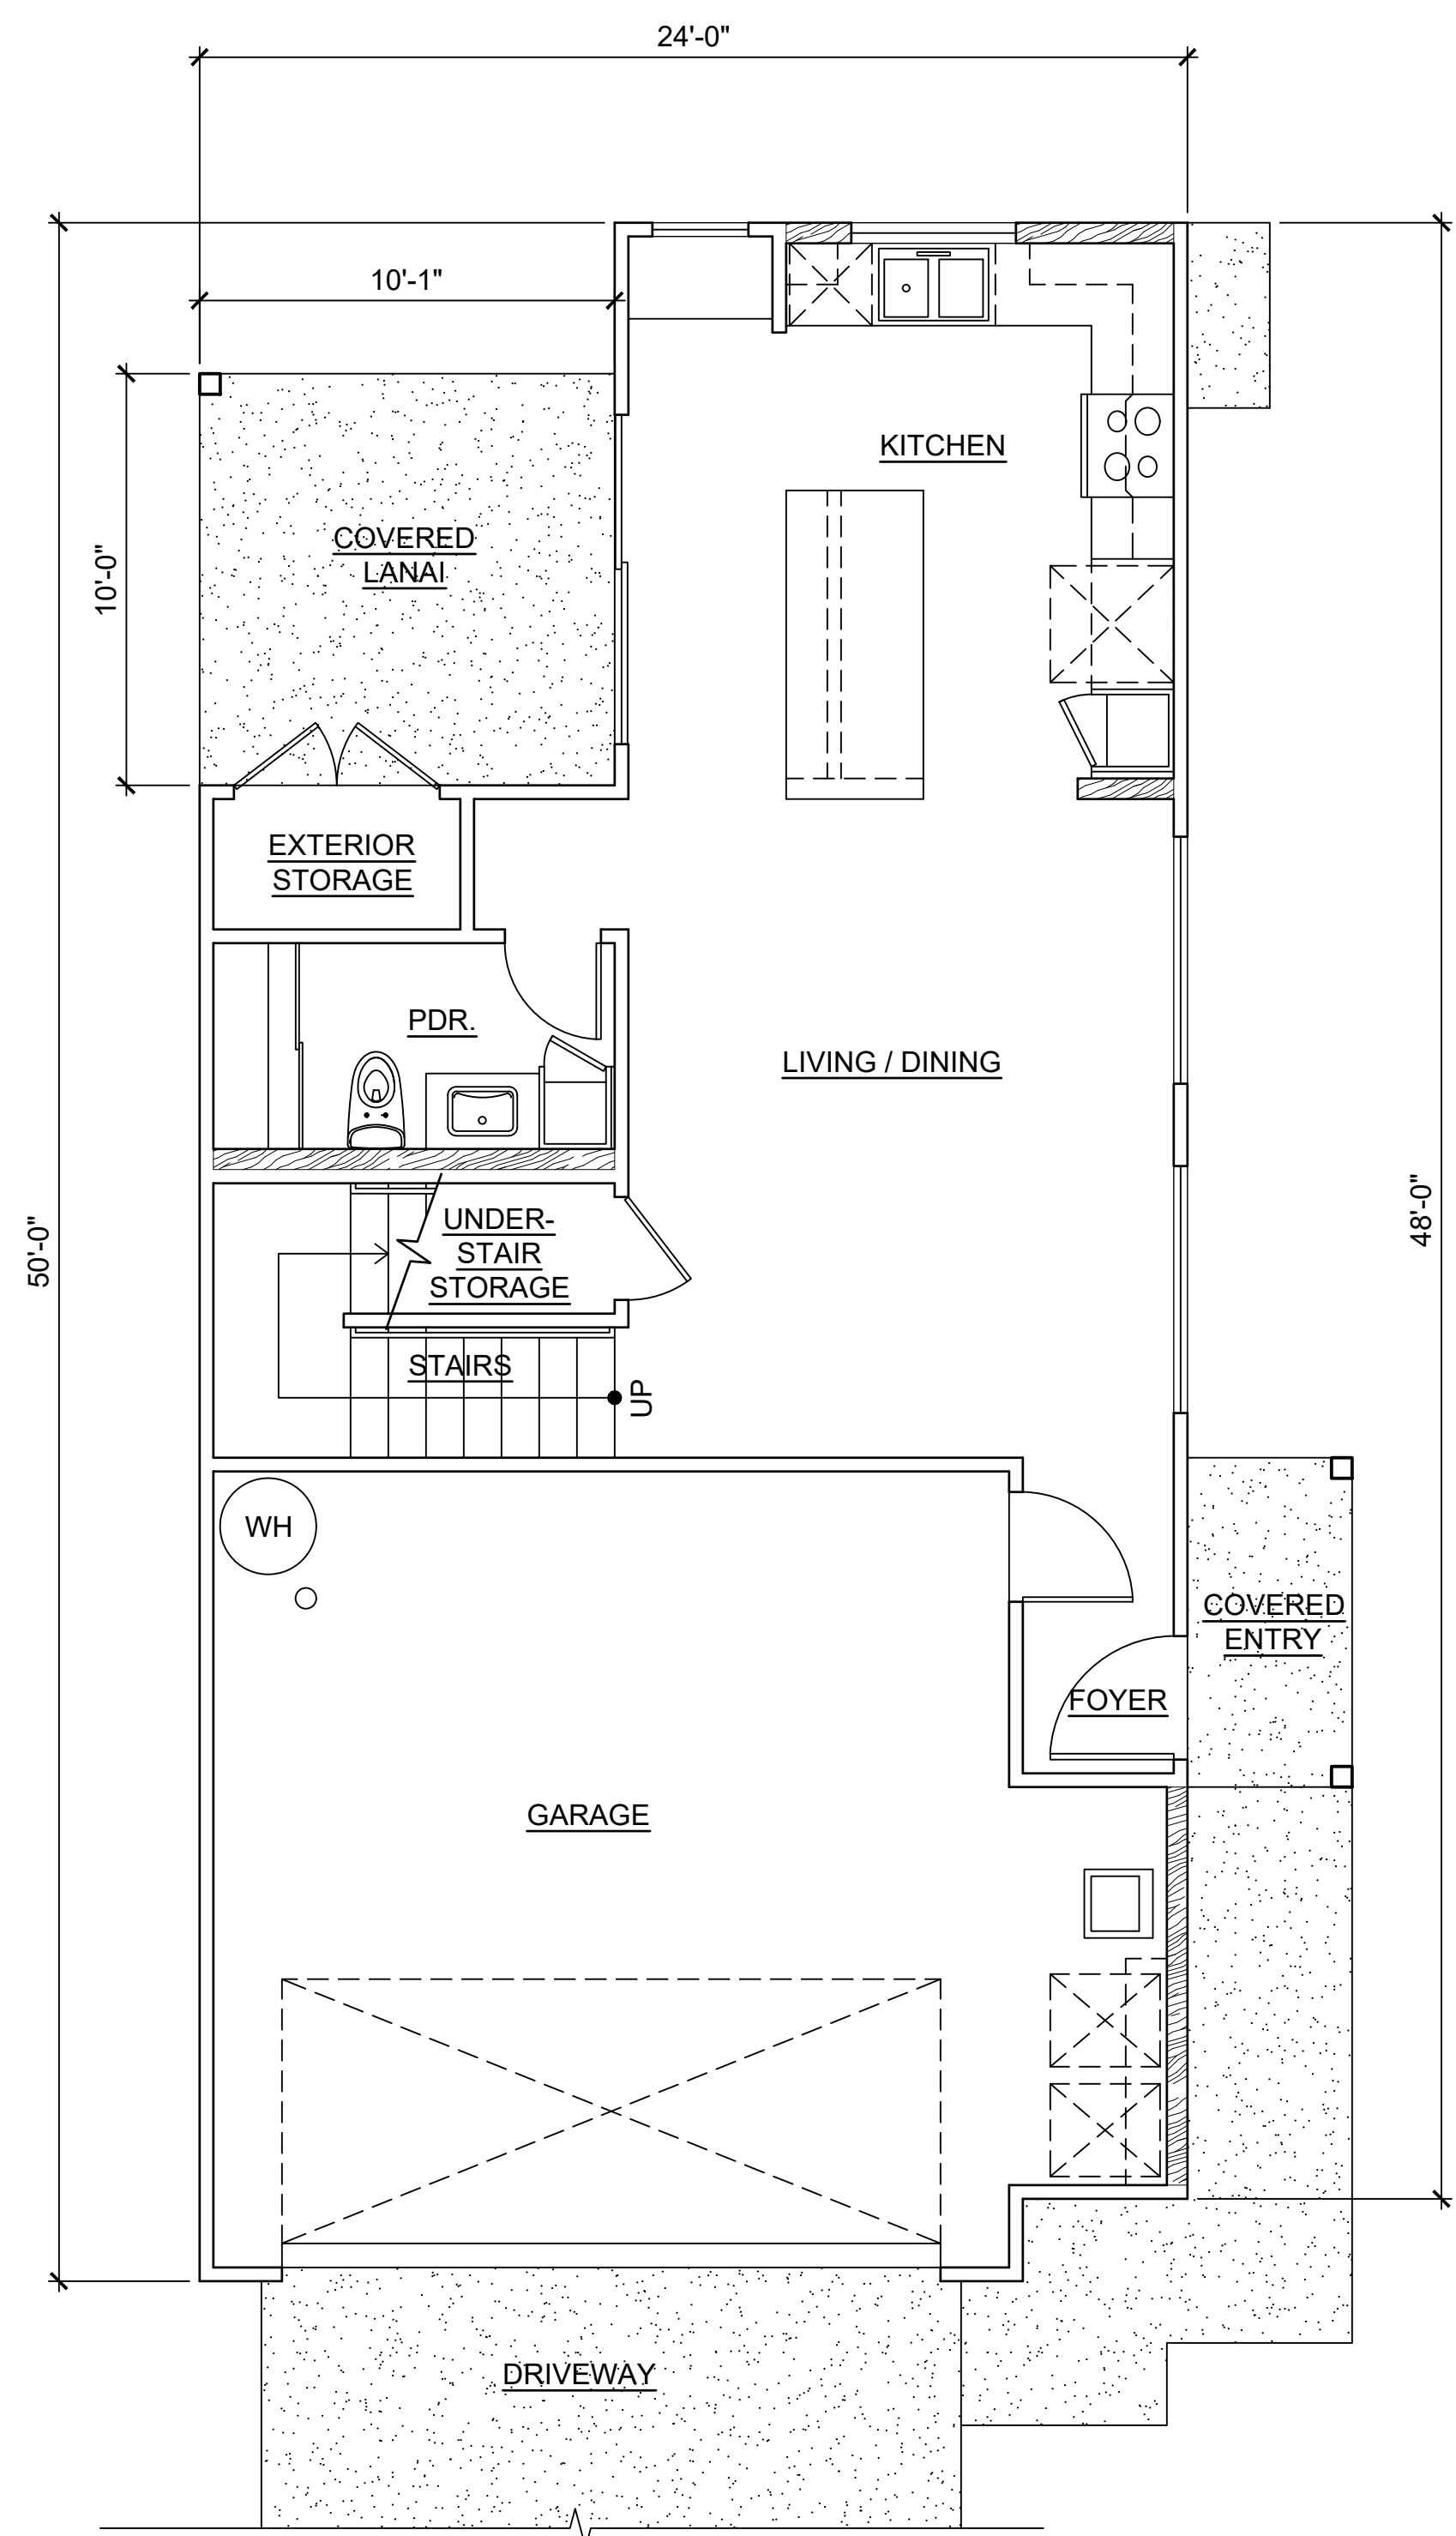 24'-0"
10'-1"
KITCHEN
COVERED
LANAI
10'-0"
EXTERIOR
STORAGE
PDR.
LIVING / DINING
UNDER-
STAIR
STORAGE
50'-0"
48'-0"
STAIRS
UP
WH
COVERED
ENTRY
FOYER
GARAGE
DRIVEWAY